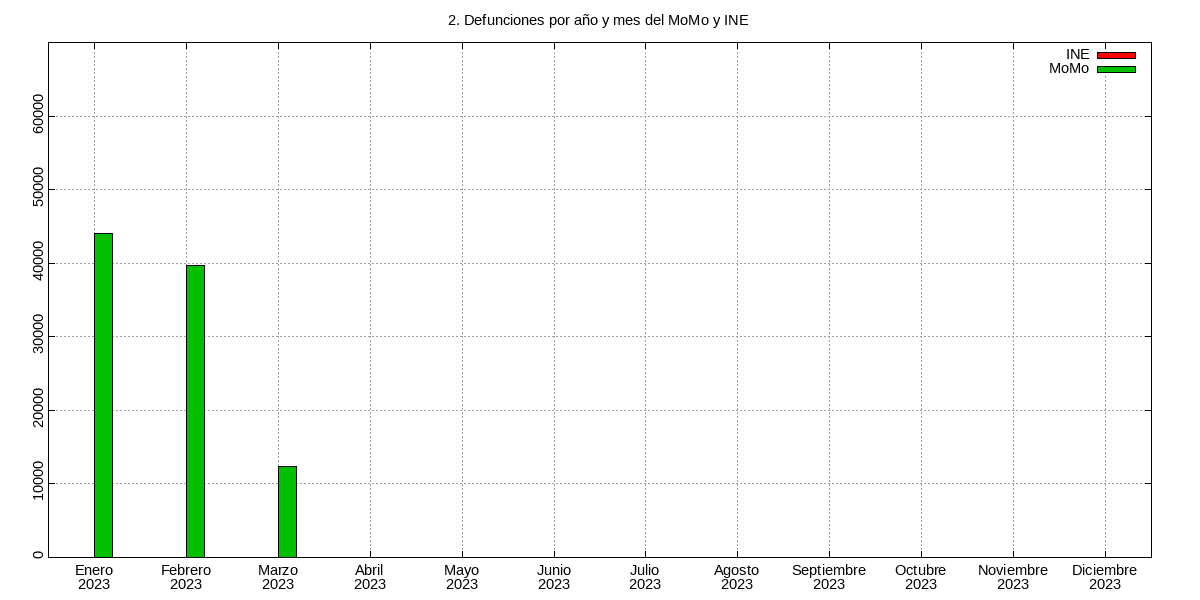 2. Defunciones por año y mes del MoMo y INE
INE
MoMo
60000
50000
40000
30000
20000
10000
0
Enero Febrero Marzo Abril Mayo Junio Julio Agosto Septiembre Octubre Noviembre Diciembre
2023 2023 2023 2023 2023 2023 2023 2023 2023 2023 2023 2023